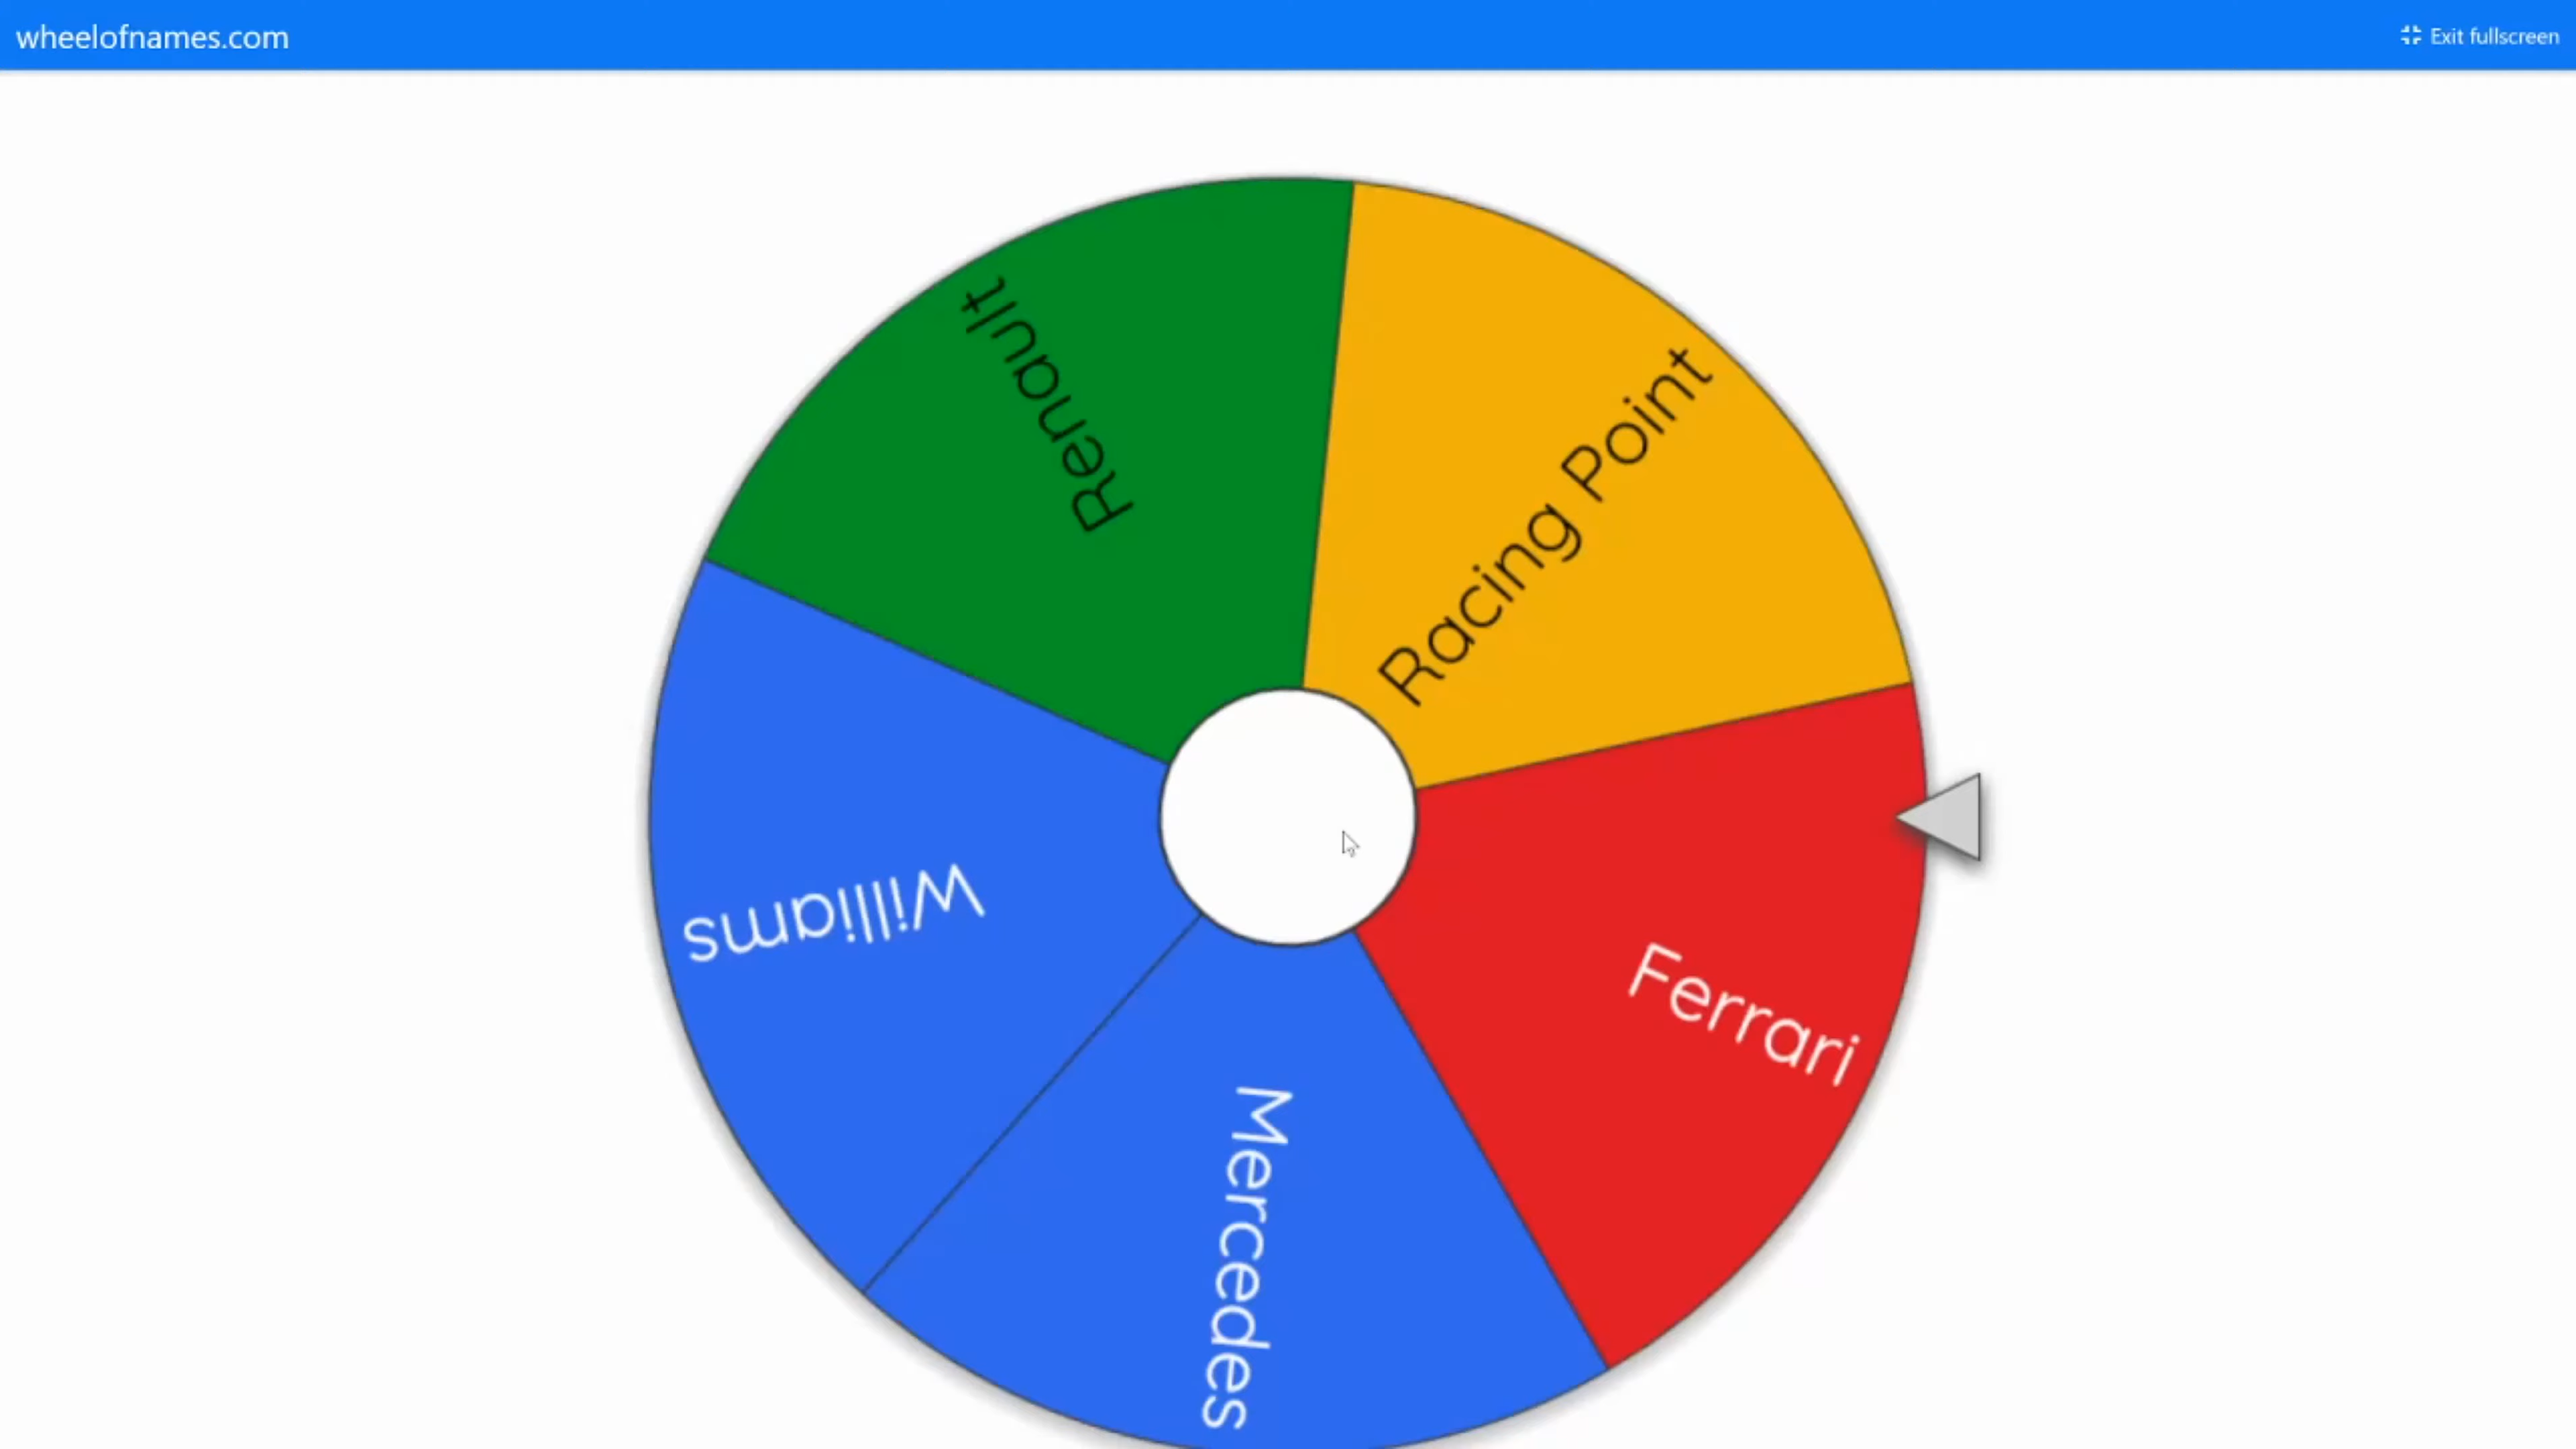 wheelofnames.com
Exit fullscreen
Renault
Racing Point
Williams
Ferrari
Mercedes